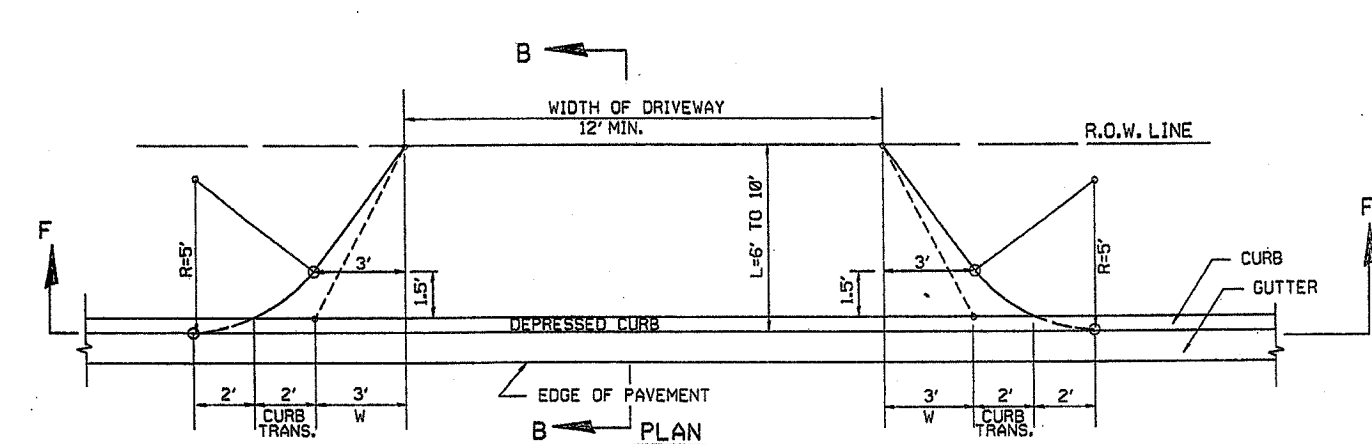 B
WIDTH OF DRIVEWAY
12' MIN.
R.O.W. LINE
F
F
R=5'
3'
1.5'
L=6' TO 10'
1.5'
3'
R=5'
CURB
GUTTER
DEPRESSED CURB
2'
2'
3'
CURB
TRANS.
W
EDGE OF PAVEMENT
3'
2'
2'
W
CURB
TRANS.
B
PLAN